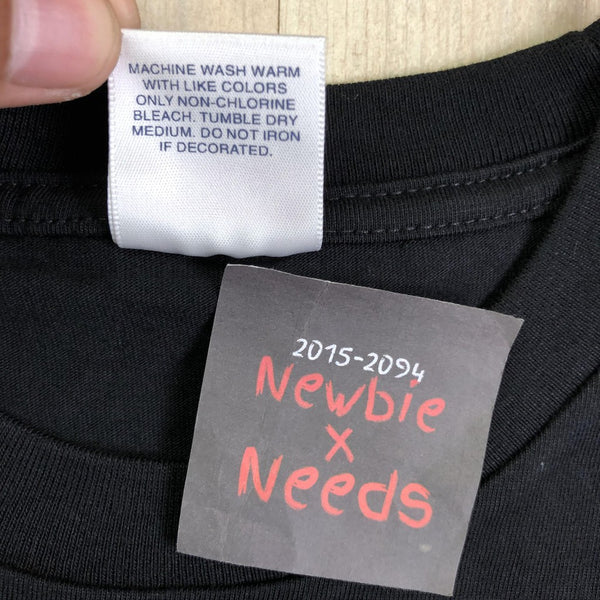 MACHINE WASH WARM
WITH LIKE COLORS
ONLY NON-CHLORINE
BLEACH. TUMBLE DRY
MEDIUM. DO NOT IRON
IF DECORATED.
2015-2094
Newbie
x
Needs